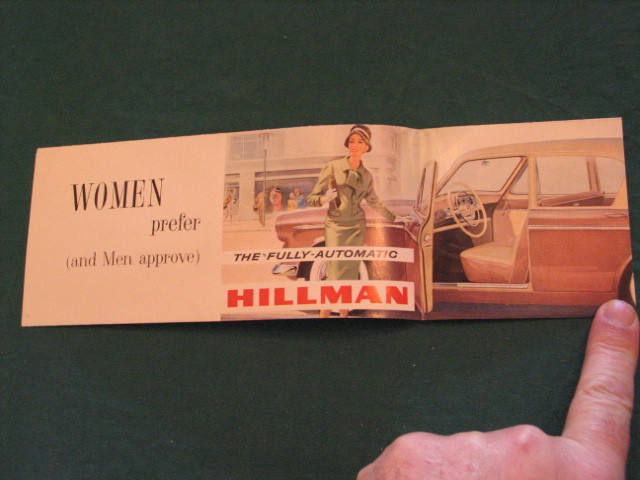 WOMEN
prefer
(and Men approve)
THE FULLY-AUTOMATIC
HILLMAN